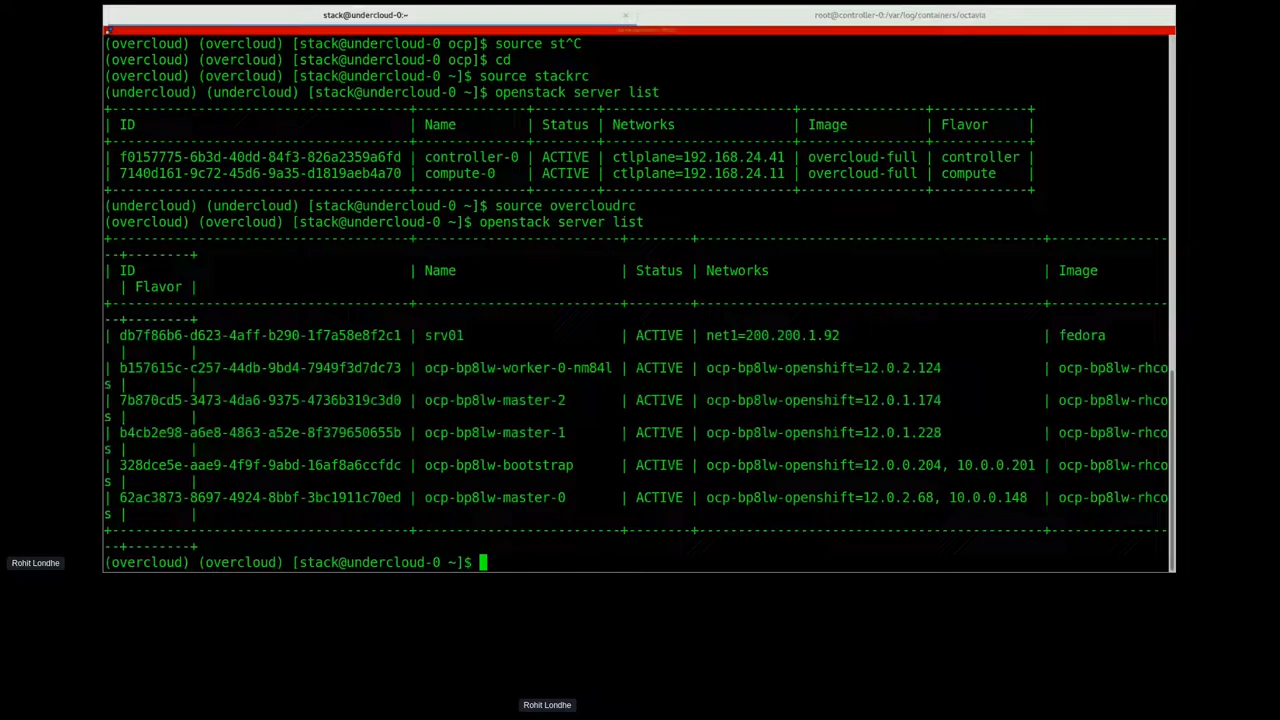 stack@undercloud-0:~ × root@controller-0:/var/log/containers/octavia
(overcloud) (overcloud) [stack@undercloud-0 ocp]$ source st^C
(overcloud) (overcloud) [stack@undercloud-0 ocp]$ cd
(overcloud) (overcloud) [stack@undercloud-0 ~]$ source stackrc
(undercloud) (undercloud) [stack@undercloud-0 ~]$ openstack server list
| ID | Name | Status | Networks | Image | Flavor |
| f0157775-6b3d-40dd-84f3-826a2359a6fd | controller-0 | ACTIVE | ctlplane=192.168.24.41 | overcloud-full | controller |
| 7140d161-9c72-45d6-9a35-d1819aeb4a70 | compute-0 | ACTIVE | ctlplane=192.168.24.11 | overcloud-full | compute |
(undercloud) (undercloud) [stack@undercloud-0 ~]$ source overcloudrc
(overcloud) (overcloud) [stack@undercloud-0 ~]$ openstack server list
| ID | Name | Status | Networks | Image
| Flavor |
| db7f86b6-d623-4aff-b290-1f7a58e8f2c1 | srv01 | ACTIVE | net1=200.200.1.92 | fedora
| |
| b157615c-c257-44db-9bd4-7949f3d7dc73 | ocp-bp8lw-worker-0-nm84l | ACTIVE | ocp-bp8lw-openshift=12.0.2.124 | ocp-bp8lw-rhco
s | |
| 7b870cd5-3473-4da6-9375-4736b319c3d0 | ocp-bp8lw-master-2 | ACTIVE | ocp-bp8lw-openshift=12.0.1.174 | ocp-bp8lw-rhco
s | |
| b4cb2e98-a6e8-4863-a52e-8f379650655b | ocp-bp8lw-master-1 | ACTIVE | ocp-bp8lw-openshift=12.0.1.228 | ocp-bp8lw-rhco
s | |
| 328dce5e-aae9-4f9f-9abd-16af8a6ccfdc | ocp-bp8lw-bootstrap | ACTIVE | ocp-bp8lw-openshift=12.0.0.204, 10.0.0.201 | ocp-bp8lw-rhco
s | |
| 62ac3873-8697-4924-8bbf-3bc1911c70ed | ocp-bp8lw-master-0 | ACTIVE | ocp-bp8lw-openshift=12.0.2.68, 10.0.0.148 | ocp-bp8lw-rhco
s | |
(overcloud) (overcloud) [stack@undercloud-0 ~]$
Rohit Londhe
Rohit Londhe